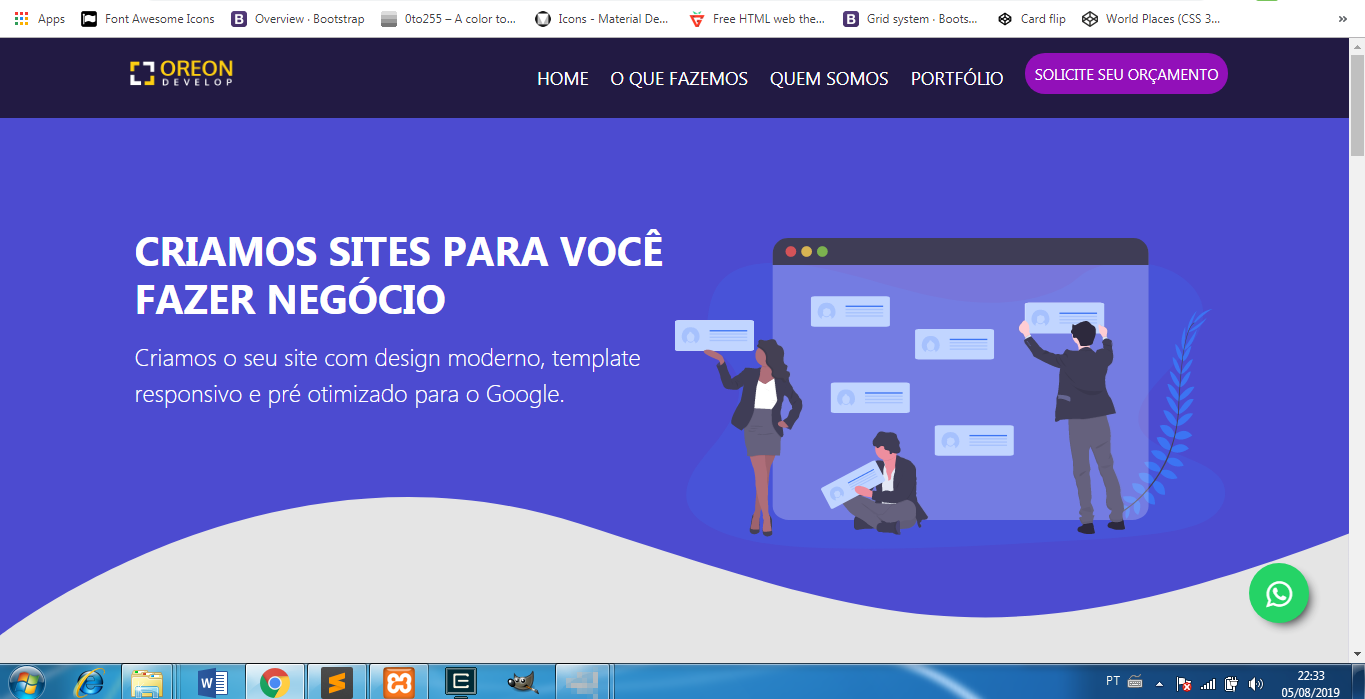 Apps Font Awesome Icons Overview · Bootstrap 0to255 – A color to... Icons - Material De... Free HTML web the... Grid system · Boots... Card flip World Places (CSS 3... »
OREON
DEVELOP
HOME O QUE FAZEMOS QUEM SOMOS PORTFÓLIO SOLICITE SEU ORÇAMENTO
CRIAMOS SITES PARA VOCÊ
FAZER NEGÓCIO
Criamos o seu site com design moderno, template
responsivo e pré otimizado para o Google.
PT
22:33
05/08/2019